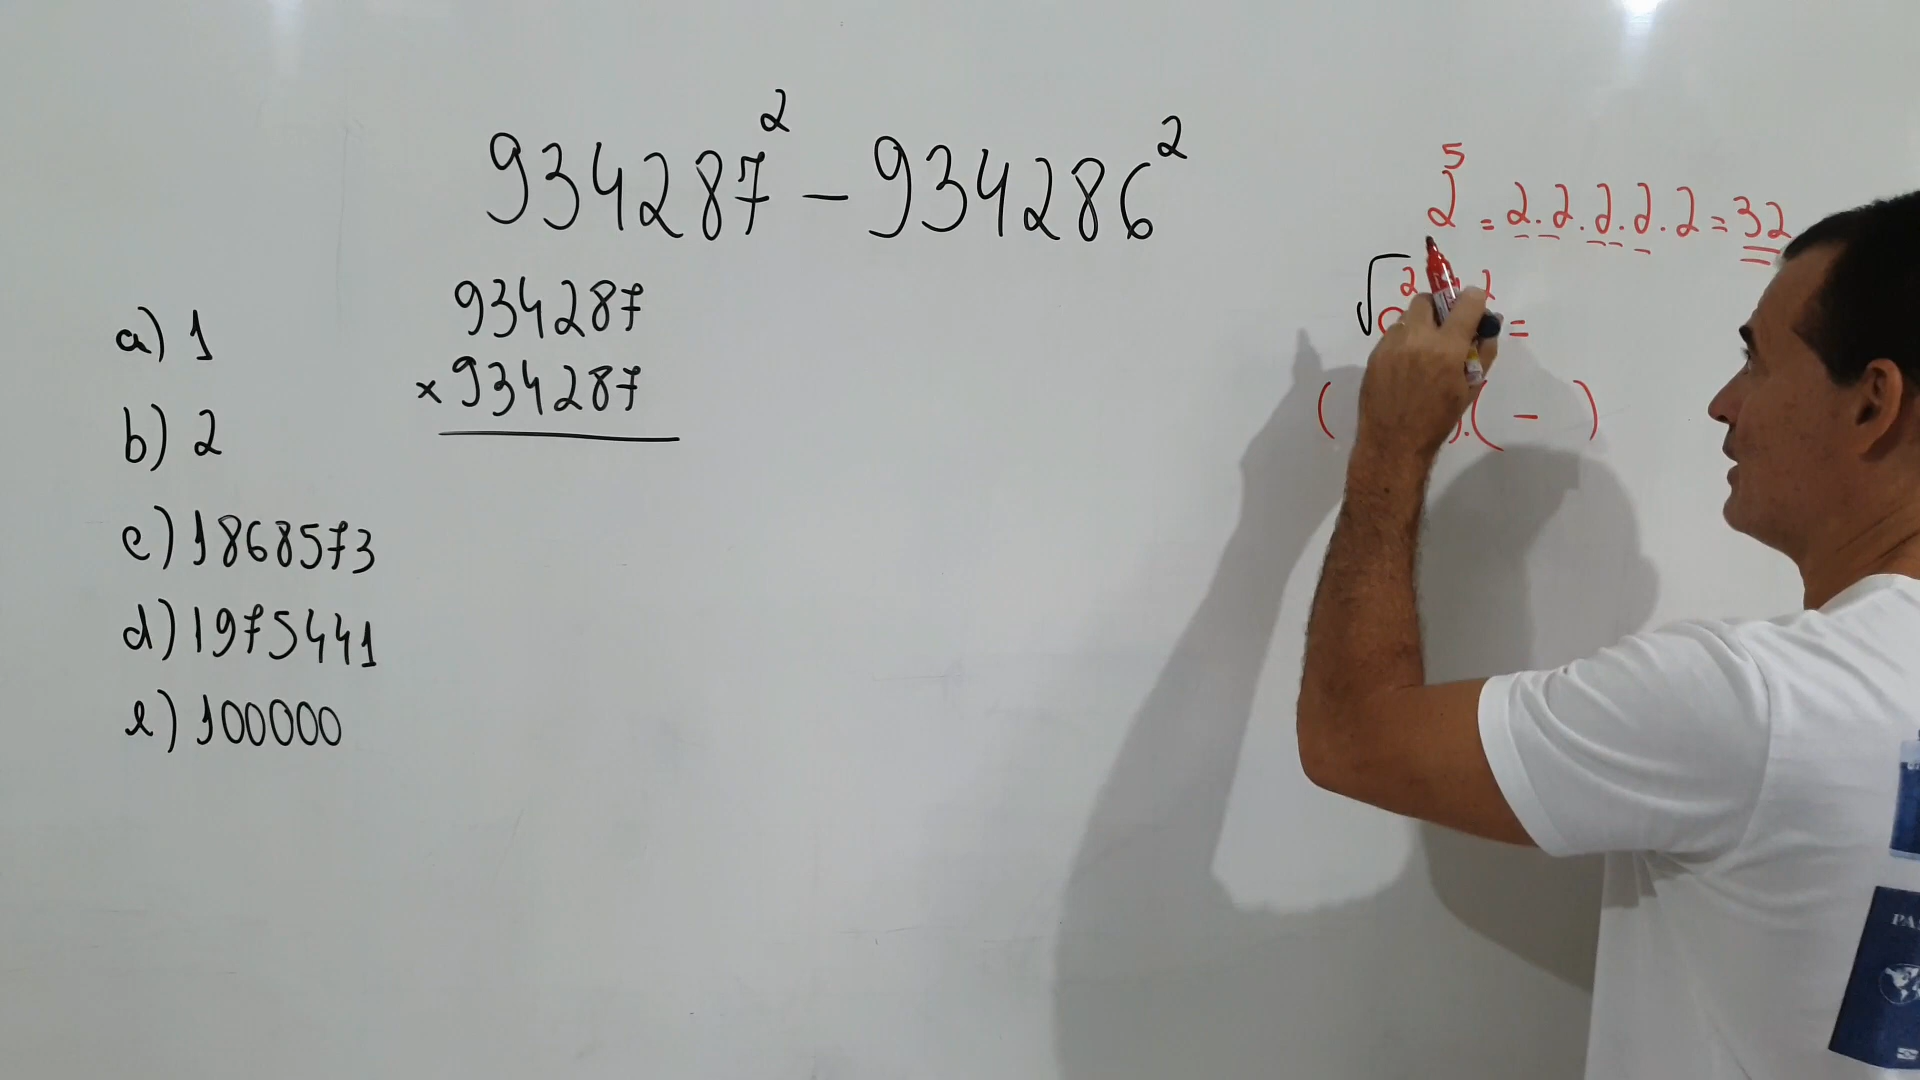 934287² - 934286²
934287
x 934287
a) 1
b) 2
c) 1868573
d) 1975441
e) 100000
2⁵ = 2.2.2.2.2 = 32
=
( ).( - )